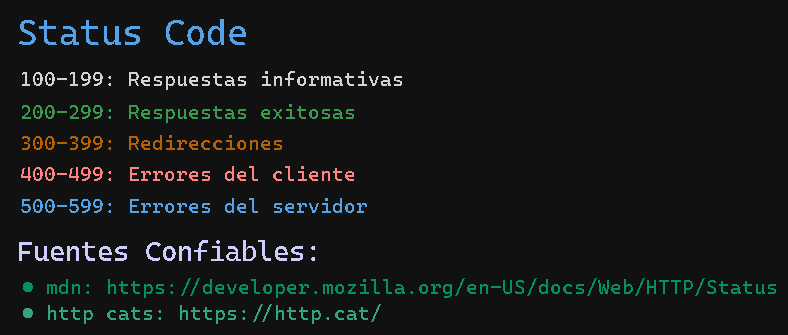 Status Code
100-199: Respuestas informativas
200-299: Respuestas exitosas
300-399: Redirecciones
400-499: Errores del cliente
500-599: Errores del servidor
Fuentes Confiables:
● mdn: https://developer.mozilla.org/en-US/docs/Web/HTTP/Status
● http cats: https://http.cat/